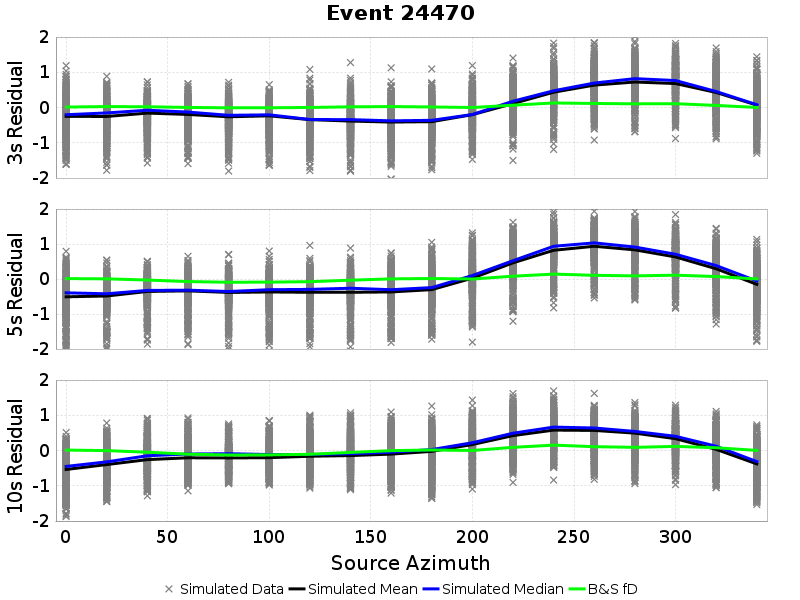 Event 24470
3s Residual
2
1
0
-1
-2
5s Residual
2
1
0
-1
-2
10s Residual
2
1
0
-1
-2
0 50 100 150 200 250 300
Source Azimuth
Simulated Data Simulated Mean Simulated Median B&S fD